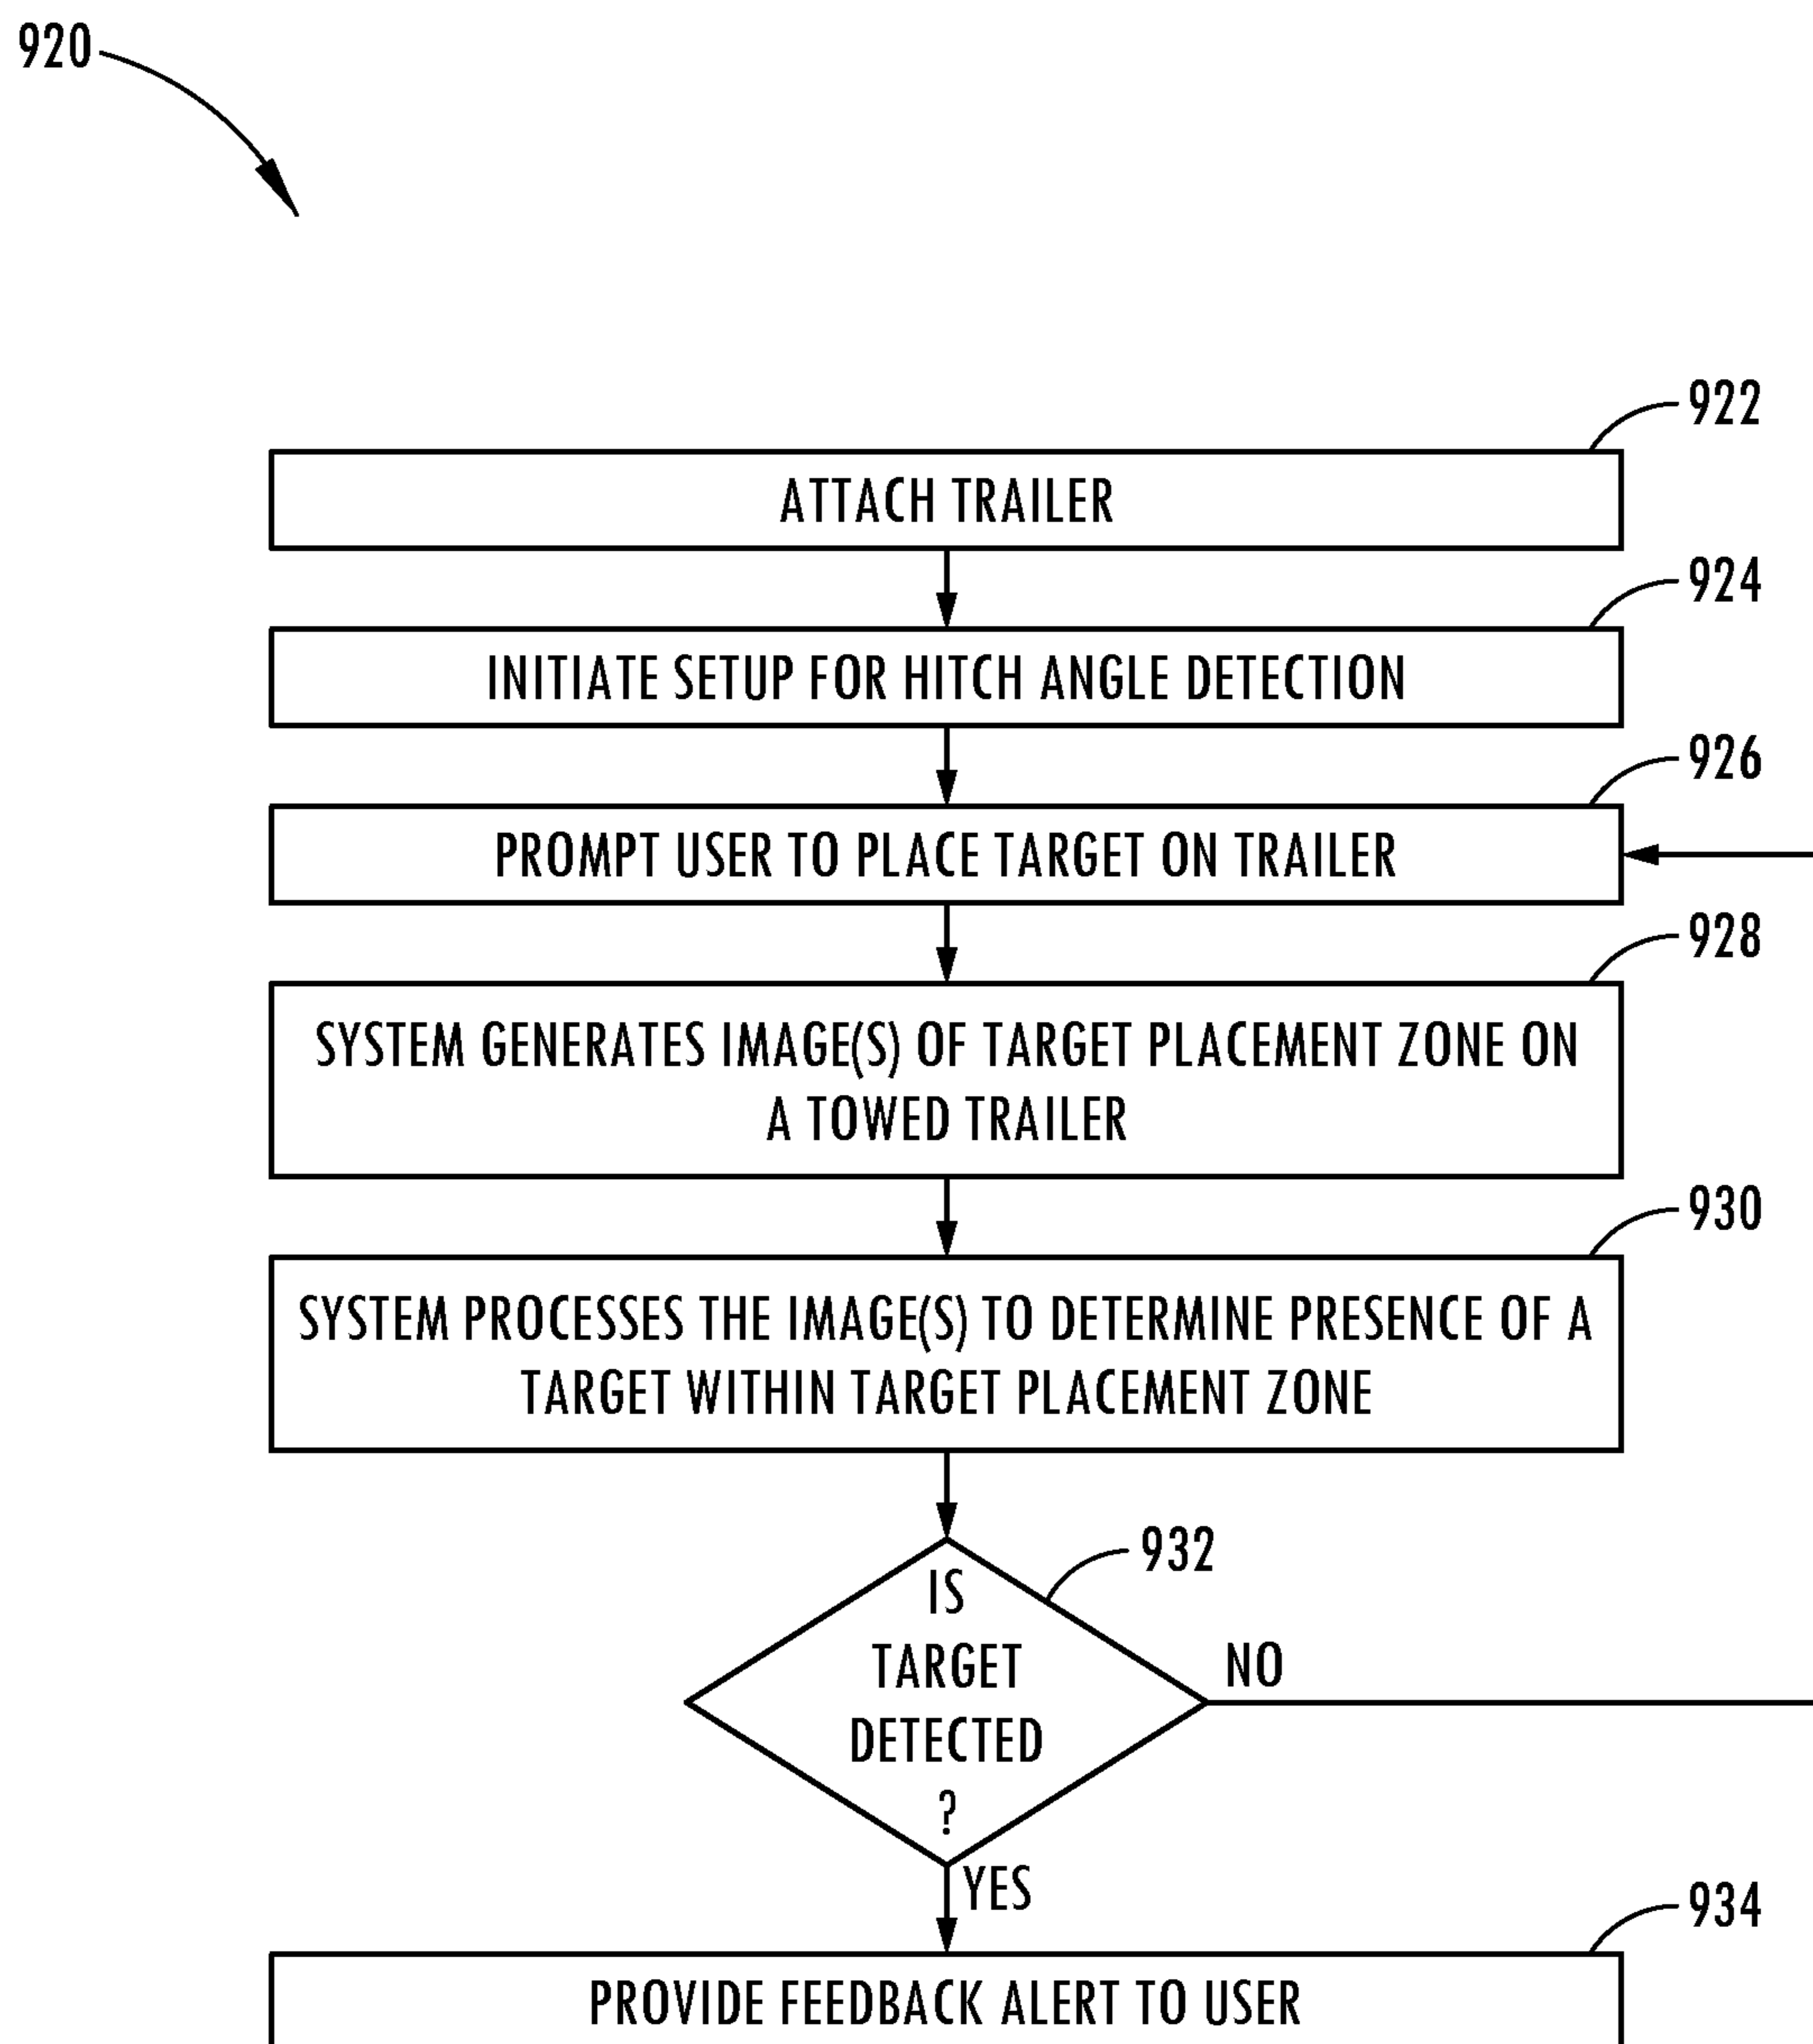 920
922
ATTACH TRAILER
924
INITIATE SETUP FOR HITCH ANGLE DETECTION
926
PROMPT USER TO PLACE TARGET ON TRAILER
928
SYSTEM GENERATES IMAGE(S) OF TARGET PLACEMENT ZONE ON
A TOWED TRAILER
930
SYSTEM PROCESSES THE IMAGE(S) TO DETERMINE PRESENCE OF A
TARGET WITHIN TARGET PLACEMENT ZONE
932
IS
TARGET
DETECTED
?
NO
YES
934
PROVIDE FEEDBACK ALERT TO USER